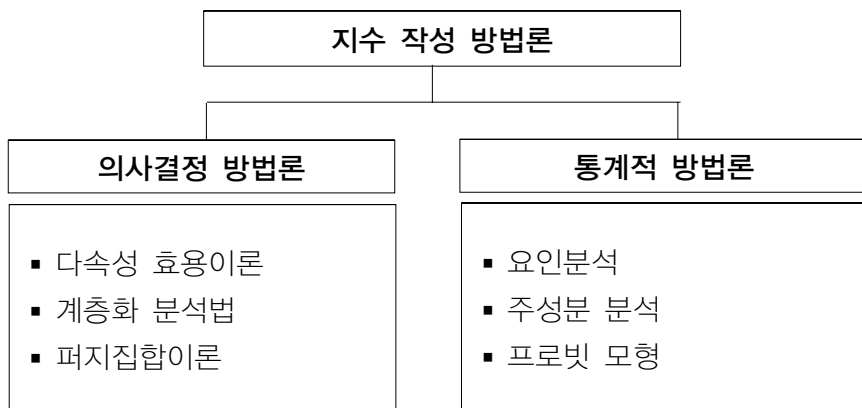 지수 작성 방법론
의사결정 방법론
▪ 다속성 효용이론
▪ 계층화 분석법
▪ 퍼지집합이론
통계적 방법론
▪ 요인분석
▪ 주성분 분석
▪ 프로빗 모형